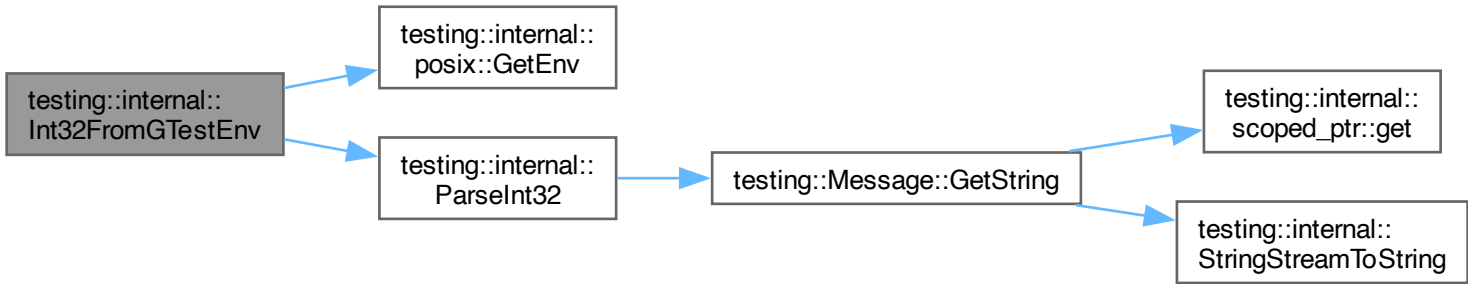 testing::internal::
Int32FromGTestEnv
testing::internal::
posix::GetEnv
testing::internal::
ParseInt32
testing::Message::GetString
testing::internal::
scoped_ptr::get
testing::internal::
StringStreamToString